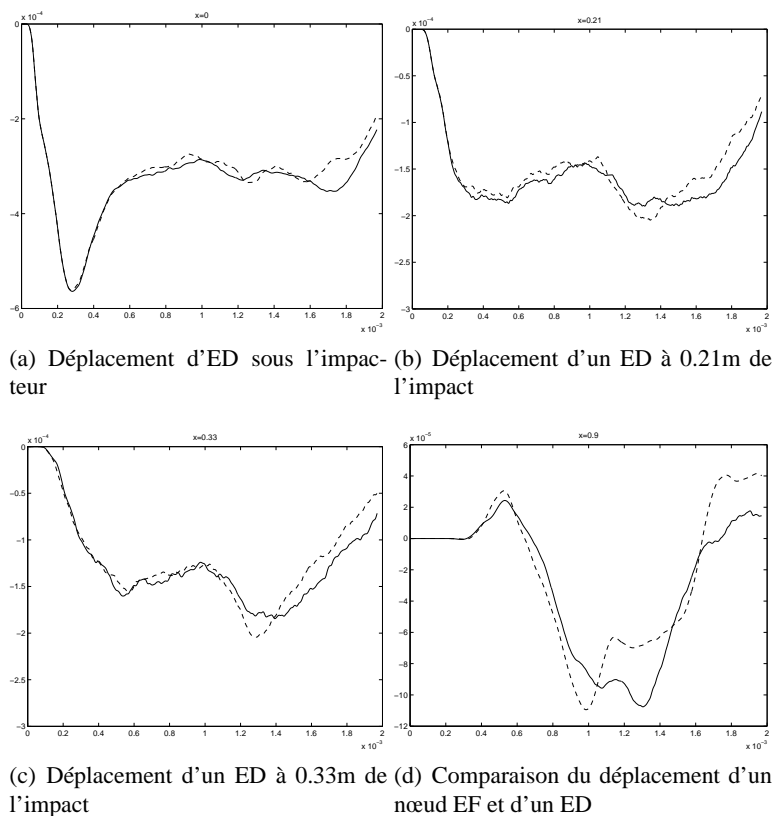 x 10⁻⁴
x=0
0
−2
−4
−6
0 0.2 0.4 0.6 0.8 1 1.2 1.4 1.6 1.8 2
x 10⁻³
(a) Déplacement d'ED sous l'impac-
teur
x 10⁻⁴
x=0.21
0
−0.5
−1
−1.5
−2
−2.5
−3
0 0.2 0.4 0.6 0.8 1 1.2 1.4 1.6 1.8 2
x 10⁻³
(b) Déplacement d'un ED à 0.21m de
l'impact
x 10⁻⁴
x=0.33
0
−0.5
−1
−1.5
−2
−2.5
−3
0 0.2 0.4 0.6 0.8 1 1.2 1.4 1.6 1.8 2
x 10⁻³
(c) Déplacement d'un ED à 0.33m de
l'impact
x 10⁻⁵
x=0.9
6
4
2
0
−2
−4
−6
−8
−10
−12
0 0.2 0.4 0.6 0.8 1 1.2 1.4 1.6 1.8 2
x 10⁻³
(d) Comparaison du déplacement d'un
nœud EF et d'un ED